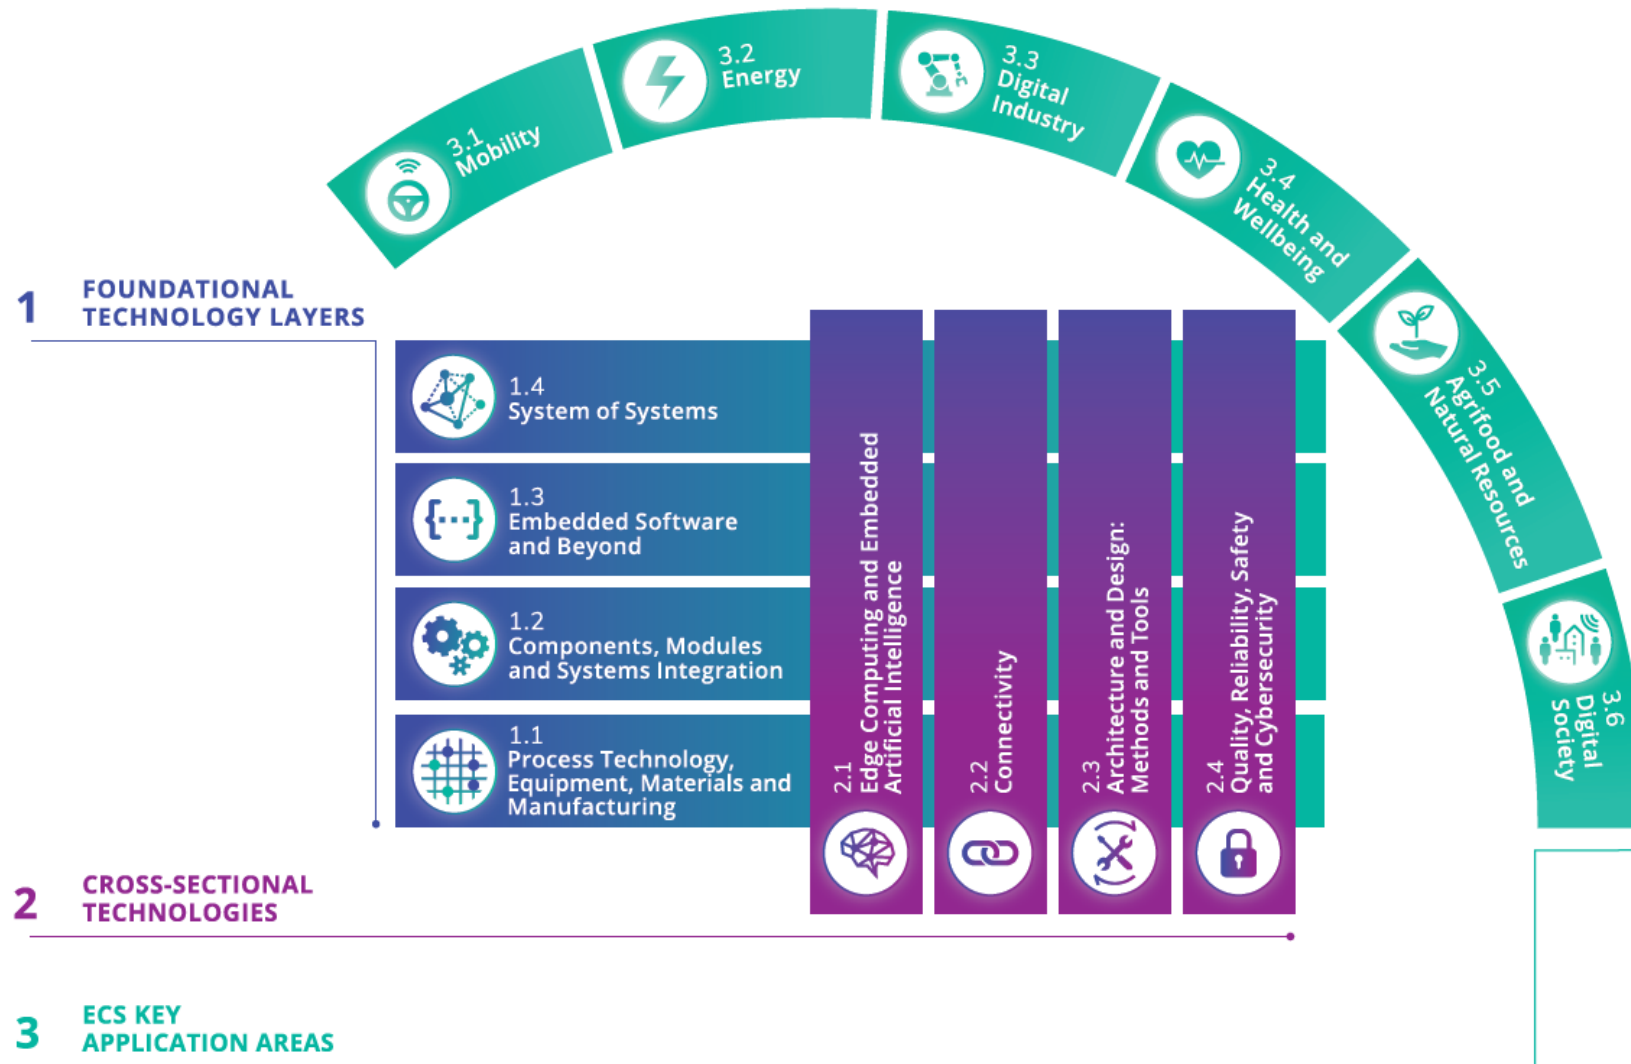 3.1
Mobility
3.2
Energy
3.3
Digital
Industry
3.4
Health and
Wellbeing
3.5
Agrifood and
Natural Resources
3.6
Digital
Society
1
FOUNDATIONAL
TECHNOLOGY LAYERS
1.4
System of Systems
1.3
Embedded Software
and Beyond
1.2
Components, Modules
and Systems Integration
1.1
Process Technology,
Equipment, Materials and
Manufacturing
2.1
Edge Computing and Embedded
Artificial Intelligence
2.2
Connectivity
2.3
Architecture and Design:
Methods and Tools
2.4
Quality, Reliability, Safety
and Cybersecurity
2
CROSS-SECTIONAL
TECHNOLOGIES
3
ECS KEY
APPLICATION AREAS